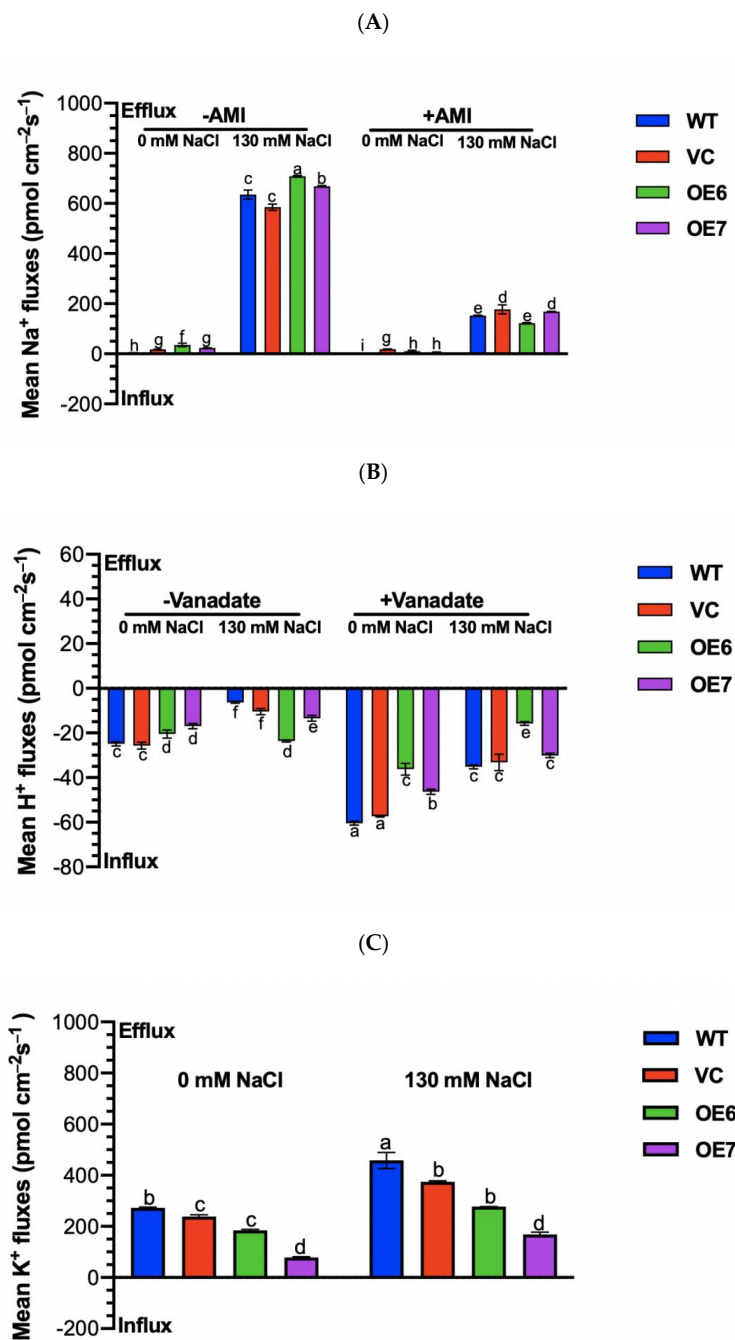 (A)
Mean Na⁺ fluxes (pmol cm⁻²s⁻¹)
1000
800
600
400
200
0
-200
Efflux
Influx
-AMI
+AMI
0 mM NaCl 130 mM NaCl
0 mM NaCl 130 mM NaCl
h g f g c c a b i g h h e d e d
WT
VC
OE6
OE7
(B)
Mean H⁺ fluxes (pmol cm⁻²s⁻¹)
60
40
20
0
-20
-40
-60
-80
Efflux
Influx
-Vanadate
+Vanadate
0 mM NaCl 130 mM NaCl
0 mM NaCl 130 mM NaCl
c c d d f f d e a a c b c c e c
WT
VC
OE6
OE7
(C)
Mean K⁺ fluxes (pmol cm⁻²s⁻¹)
1000
800
600
400
200
0
-200
Efflux
Influx
0 mM NaCl
130 mM NaCl
b c c d a b b d
WT
VC
OE6
OE7